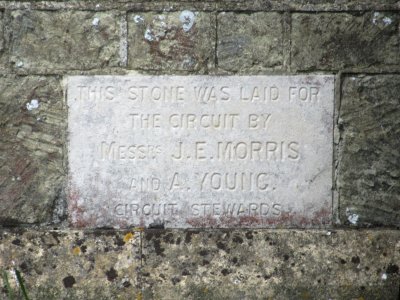 THIS STONE WAS LAID FOR
THE CIRCUIT BY
MESSRS J.E.MORRIS
AND A.YOUNG.
CIRCUIT STEWARDS.